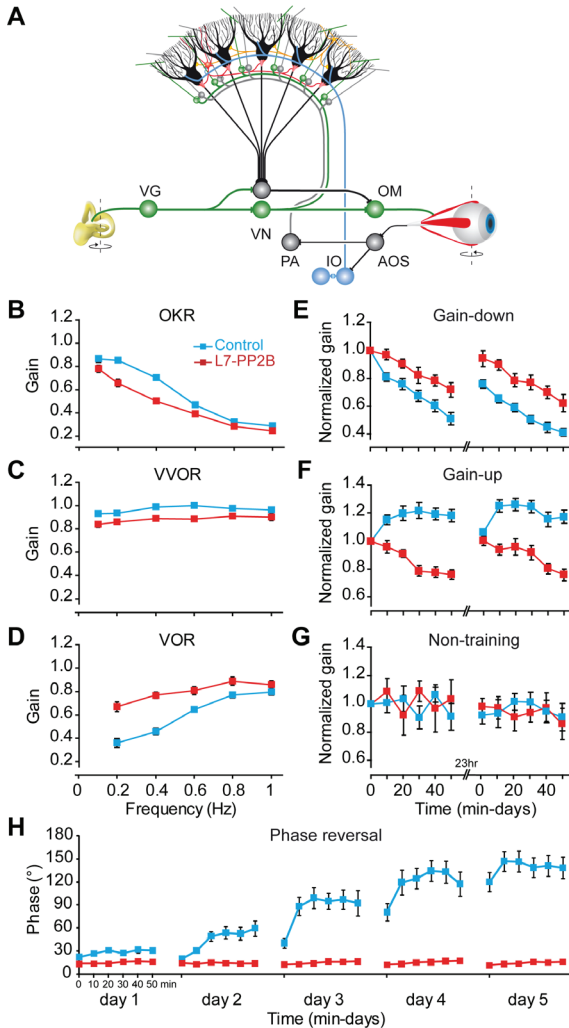 A
VG
OM
VN
PA
IO
AOS
B
OKR
Control
L7-PP2B
Gain
1.0
0.8
0.6
0.4
0.2
E
Gain-down
Normalized gain
1.2
1.0
0.8
0.6
0.4
C
VVOR
Gain
1.0
0.8
0.6
0.4
0.2
F
Gain-up
Normalized gain
1.4
1.2
1.0
0.8
0.6
D
VOR
Gain
1.0
0.8
0.6
0.4
0.2
0
0 0.2 0.4 0.6 0.8 1
Frequency (Hz)
G
Non-training
Normalized gain
1.4
1.2
1.0
0.8
0.6
23hr
0 20 40 0 20 40
Time (min-days)
H
Phase reversal
Phase (°)
180
150
120
90
60
30
0
0 10 20 30 40 50 min
day 1 day 2 day 3 day 4 day 5
Time (min-days)